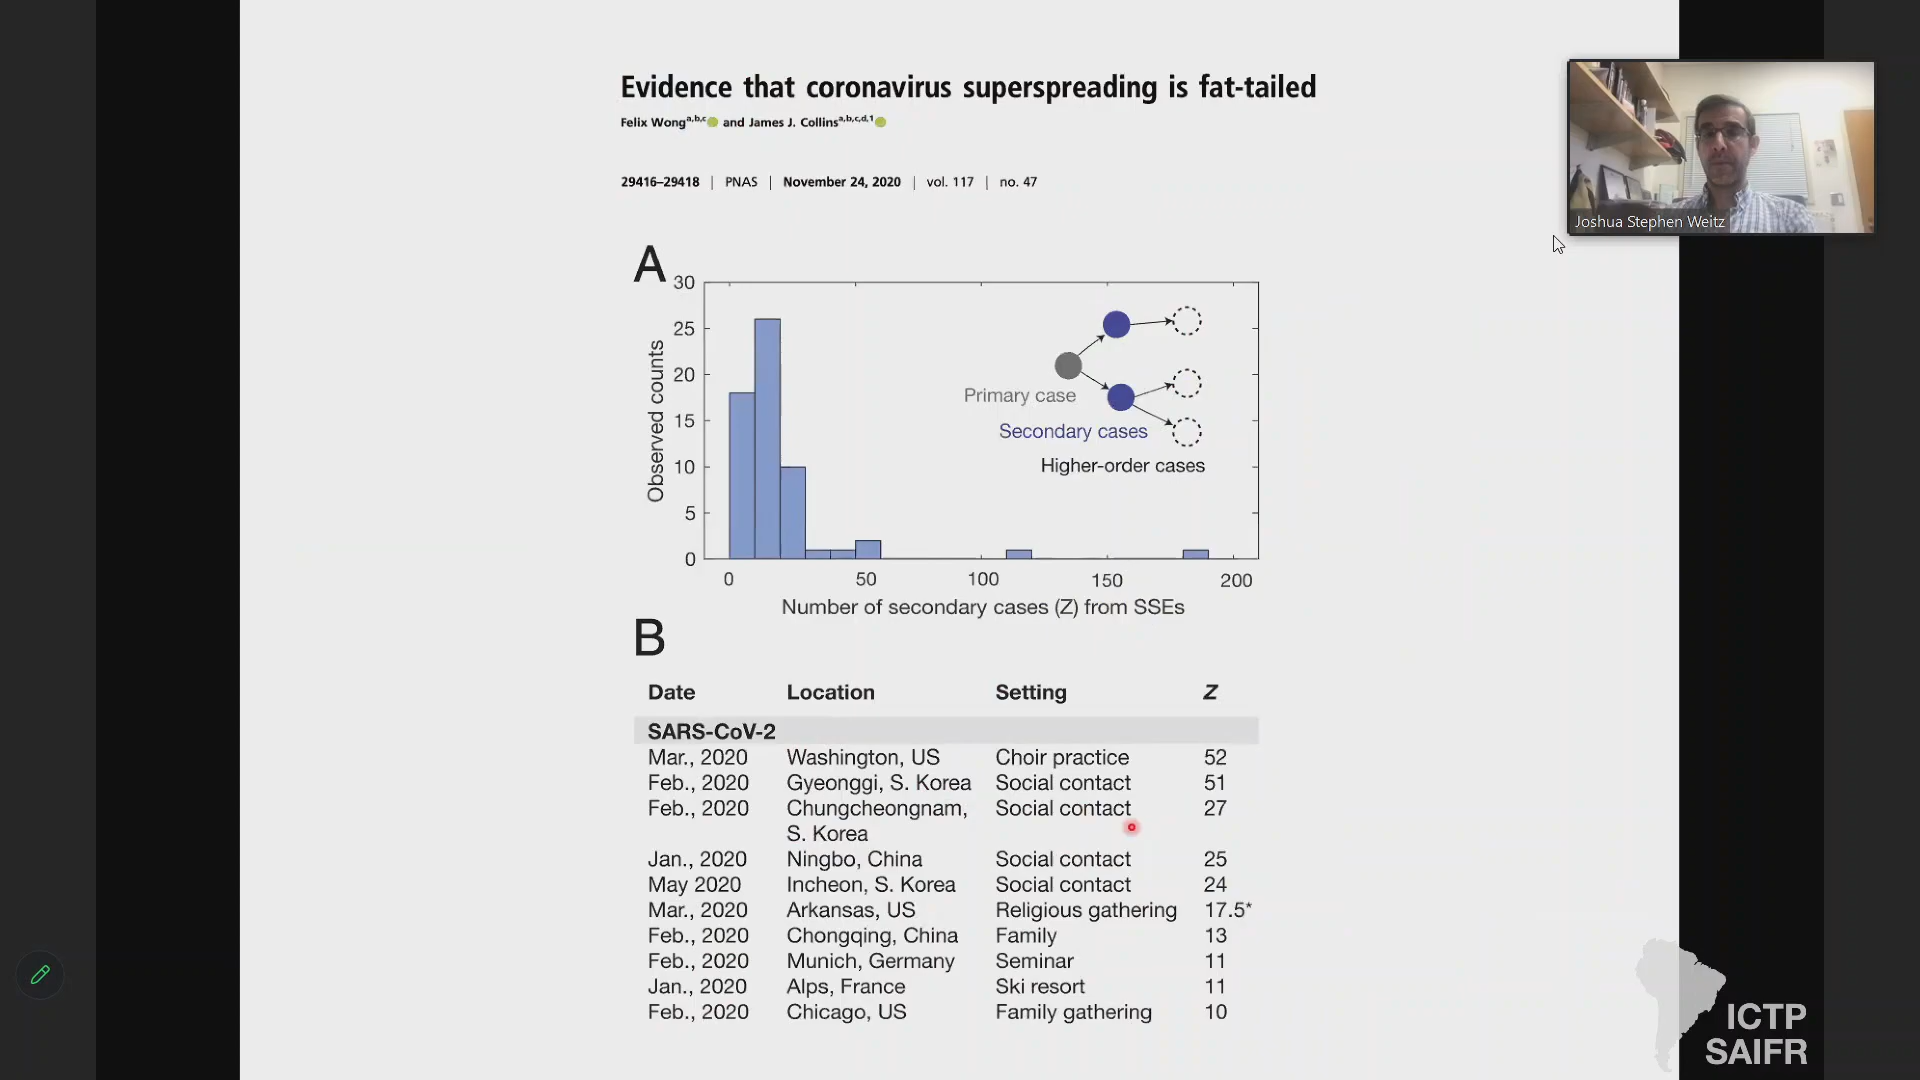 Evidence that coronavirus superspreading is fat-tailed
Felix Wong a,b,c and James J. Collins a,b,c,d,1
29416–29418 | PNAS | November 24, 2020 | vol. 117 | no. 47
Joshua Stephen Weitz
A
30
25
20
15
10
5
0
Observed counts
Primary case
Secondary cases
Higher-order cases
0 50 100 150 200
Number of secondary cases (Z) from SSEs
B
Date Location Setting Z
SARS-CoV-2
Mar., 2020 Washington, US Choir practice 52
Feb., 2020 Gyeonggi, S. Korea Social contact 51
Feb., 2020 Chungcheongnam, Social contact 27
S. Korea
Jan., 2020 Ningbo, China Social contact 25
May 2020 Incheon, S. Korea Social contact 24
Mar., 2020 Arkansas, US Religious gathering 17.5*
Feb., 2020 Chongqing, China Family 13
Feb., 2020 Munich, Germany Seminar 11
Jan., 2020 Alps, France Ski resort 11
Feb., 2020 Chicago, US Family gathering 10
ICTP
SAIFR